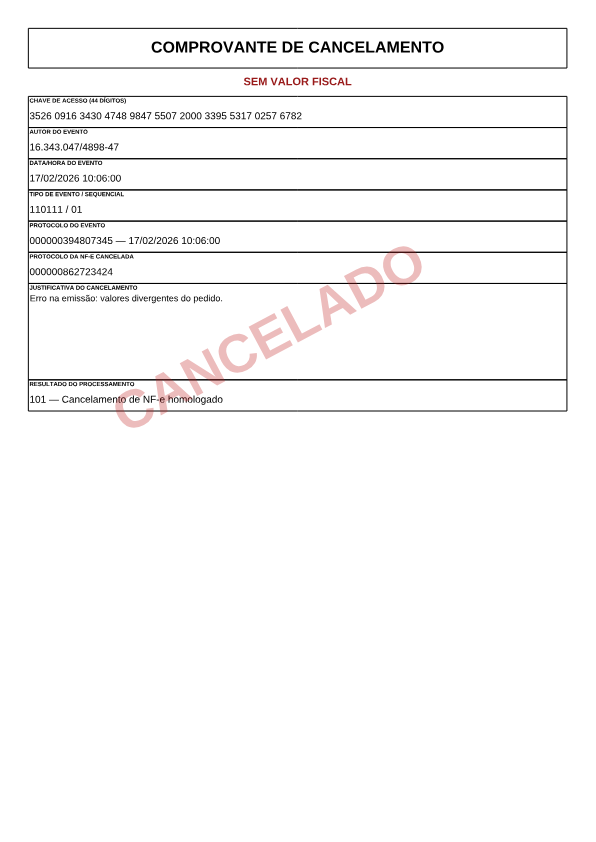 COMPROVANTE DE CANCELAMENTO
SEM VALOR FISCAL
CHAVE DE ACESSO (44 DÍGITOS)
3526 0916 3430 4748 9847 5507 2000 3395 5317 0257 6782
AUTOR DO EVENTO
16.343.047/4898-47
DATA/HORA DO EVENTO
17/02/2026 10:06:00
TIPO DE EVENTO / SEQUENCIAL
110111 / 01
PROTOCOLO DO EVENTO
000000394807345 — 17/02/2026 10:06:00
PROTOCOLO DA NF-E CANCELADA
000000862723424
JUSTIFICATIVA DO CANCELAMENTO
Erro na emissão: valores divergentes do pedido.
CANCELADO
RESULTADO DO PROCESSAMENTO
101 — Cancelamento de NF-e homologado